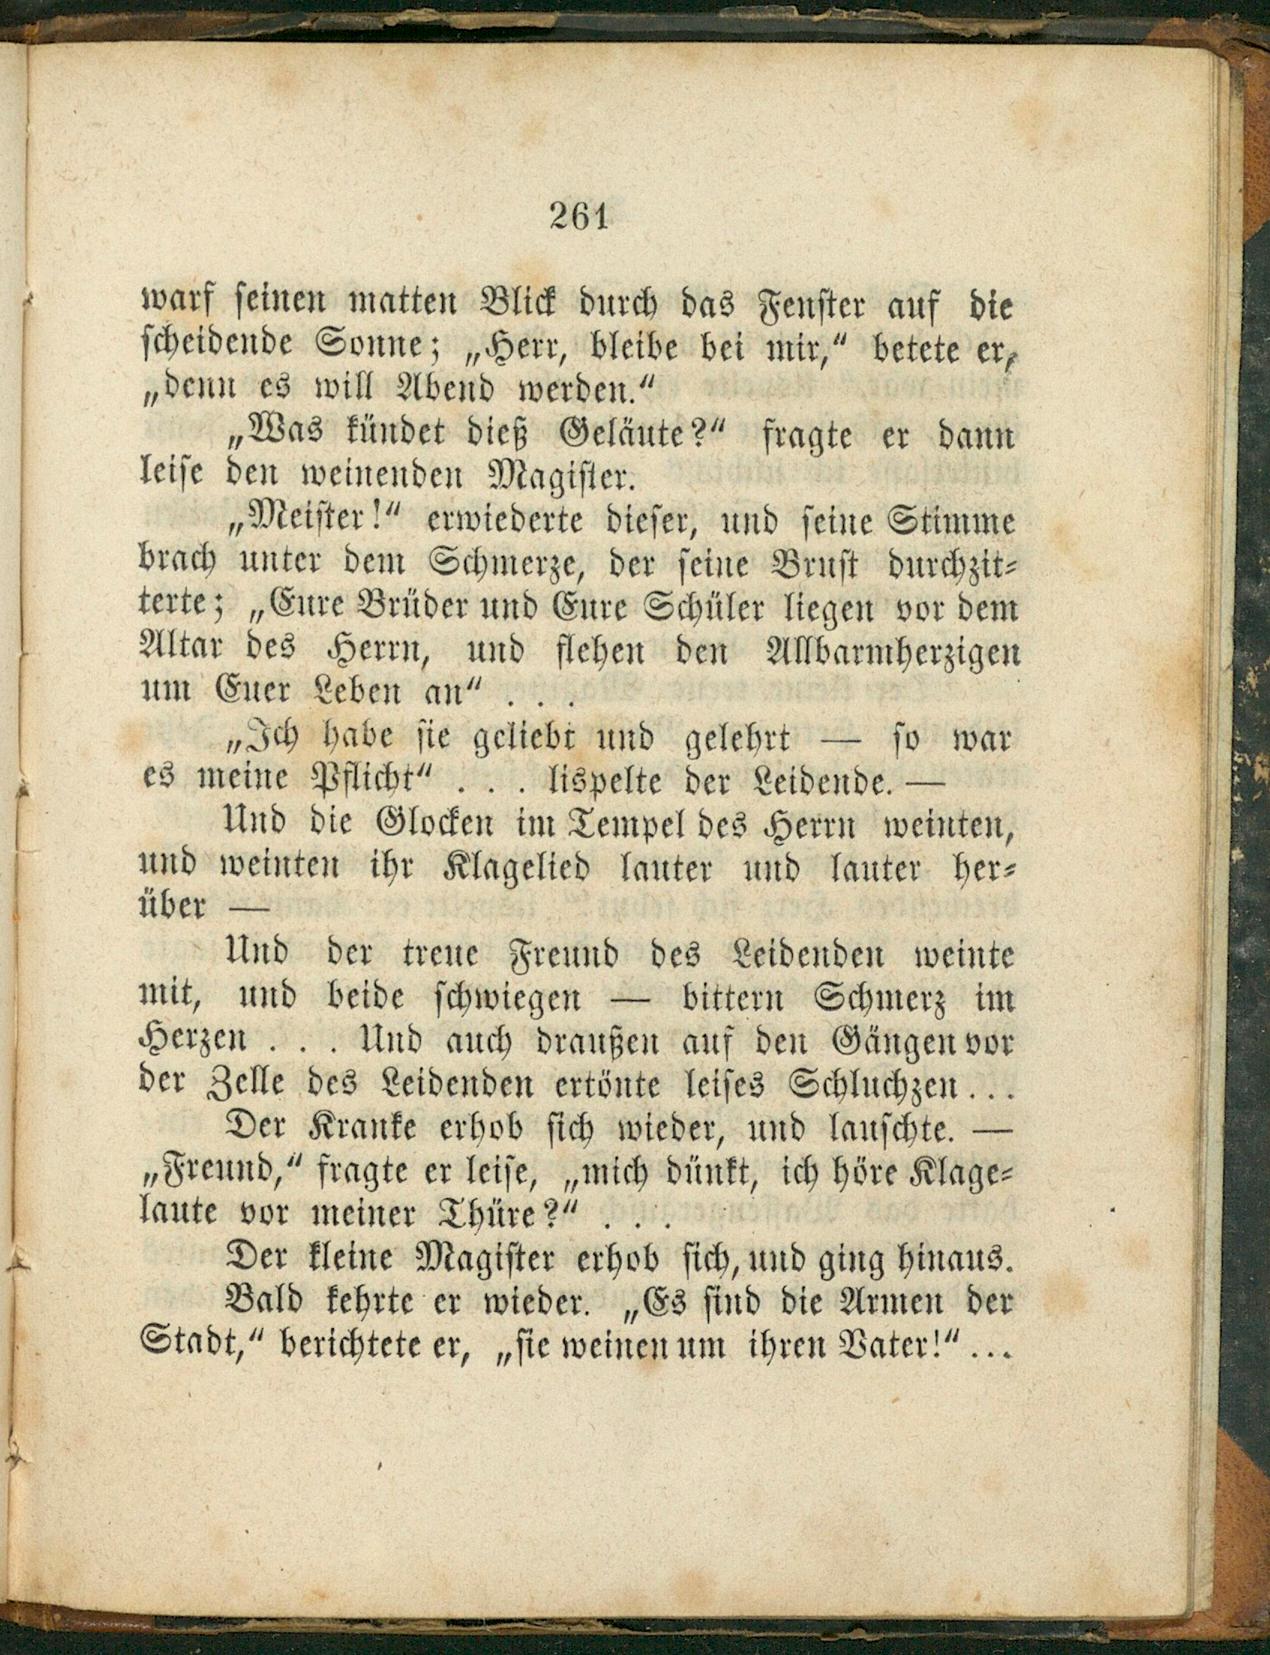 261
warf seinen matten Blick durch das Fenster auf die
scheidende Sonne; „Herr, bleibe bei mir,“ betete er,
„denn es will Abend werden.“
„Was kündet dieß Geläute?“ fragte er dann
leise den weinenden Magister.
„Meister!“ erwiederte dieser, und seine Stimme
brach unter dem Schmerze, der seine Brust durchzit-
terte; „Eure Brüder und Eure Schüler liegen vor dem
Altar des Herrn, und flehen den Allbarmherzigen
um Euer Leben an“ . . .
„Ich habe sie geliebt und gelehrt — so war
es meine Pflicht“ . . . lispelte der Leidende. —
Und die Glocken im Tempel des Herrn weinten,
und weinten ihr Klagelied lauter und lauter her-
über —
Und der treue Freund des Leidenden weinte
mit, und beide schwiegen — bittern Schmerz im
Herzen . . . Und auch draußen auf den Gängen vor
der Zelle des Leidenden ertönte leises Schluchzen . . .
Der Kranke erhob sich wieder, und lauschte. —
„Freund,“ fragte er leise, „mich dünkt, ich höre Klage-
laute vor meiner Thüre?“ . . .
Der kleine Magister erhob sich, und ging hinaus.
Bald kehrte er wieder. „Es sind die Armen der
Stadt,“ berichtete er, „sie weinen um ihren Vater!“ . . .